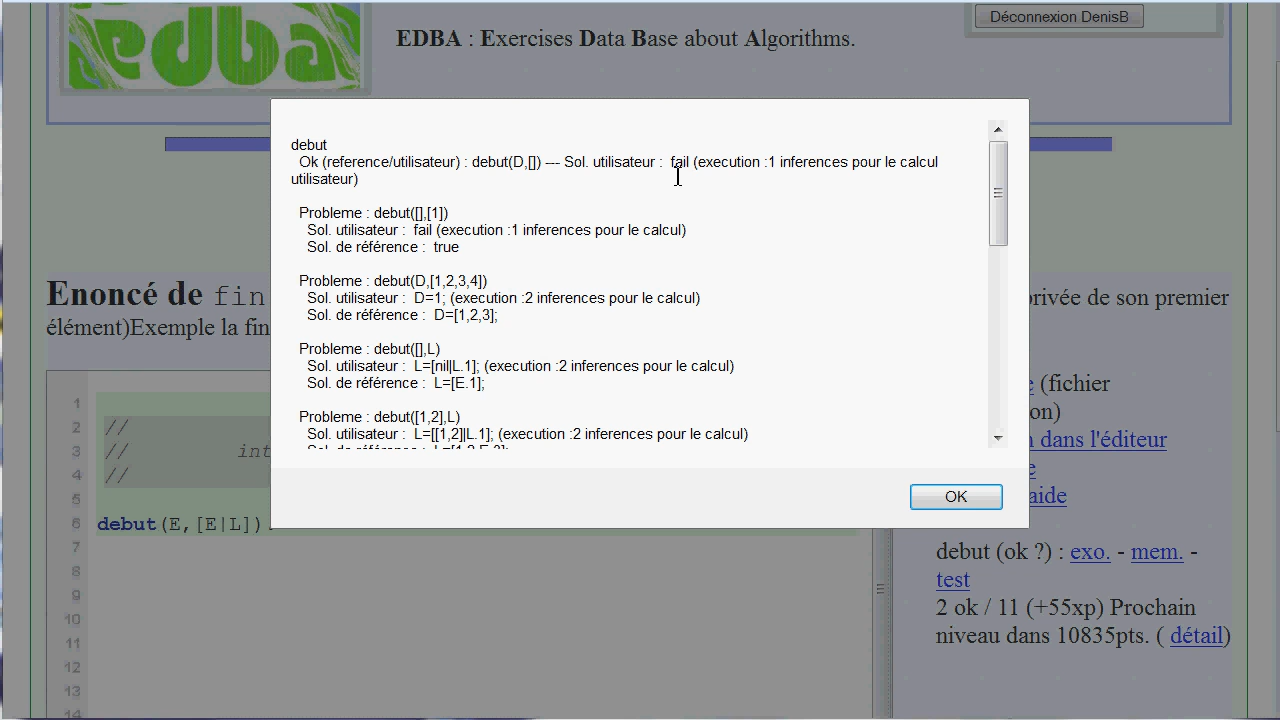 edba
EDBA : Exercises Data Base about Algorithms.
Déconnexion DenisB
debut
Ok (reference/utilisateur) : debut(D,[]) --- Sol. utilisateur : fail (execution :1 inferences pour le calcul
utilisateur)
Probleme : debut([],[1])
Sol. utilisateur : fail (execution :1 inferences pour le calcul)
Sol. de référence : true
Probleme : debut(D,[1,2,3,4])
Sol. utilisateur : D=1; (execution :2 inferences pour le calcul)
Sol. de référence : D=[1,2,3];
Probleme : debut([],L)
Sol. utilisateur : L=[nil|L.1]; (execution :2 inferences pour le calcul)
Sol. de référence : L=[E.1];
Probleme : debut([1,2],L)
Sol. utilisateur : L=[[1,2]|L.1]; (execution :2 inferences pour le calcul)
OK
Enoncé de fin
élément)Exemple la fin
privée de son premier
1
2 //
3 // int
4 //
5
6 debut(E,[E|L])
7
8
9
10
11
12
13
14
(fichier
on)
dans l'éditeur
aide
debut (ok ?) : exo. - mem. -
test
2 ok / 11 (+55xp) Prochain
niveau dans 10835pts. ( détail)